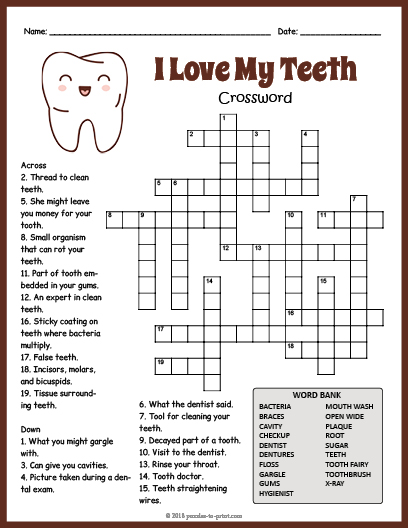 Name: ________ Date: ________
I Love My Teeth
Crossword
1
2 3 4
5 6
7
8 9 10 11
12 13
14 15
16
17
18
19
Across
2. Thread to clean
teeth.
5. She might leave
you money for your
tooth.
8. Small organism
that can rot your
teeth.
11. Part of tooth em-
bedded in your gums.
12. An expert in clean
teeth.
16. Sticky coating on
teeth where bacteria
multiply.
17. False teeth.
18. Incisors, molars,
and bicuspids.
19. Tissue surround-
ing teeth.
Down
1. What you might gargle
with.
3. Can give you cavities.
4. Picture taken during a den-
tal exam.
6. What the dentist said.
7. Tool for cleaning your
teeth.
9. Decayed part of a tooth.
10. Visit to the dentist.
13. Rinse your throat.
14. Tooth doctor.
15. Teeth straightening
wires.
WORD BANK
BACTERIA
BRACES
CAVITY
CHECKUP
DENTIST
DENTURES
FLOSS
GARGLE
GUMS
HYGIENIST
MOUTH WASH
OPEN WIDE
PLAQUE
ROOT
SUGAR
TEETH
TOOTH FAIRY
TOOTHBRUSH
X-RAY
© 2018 puzzles-to-print.com